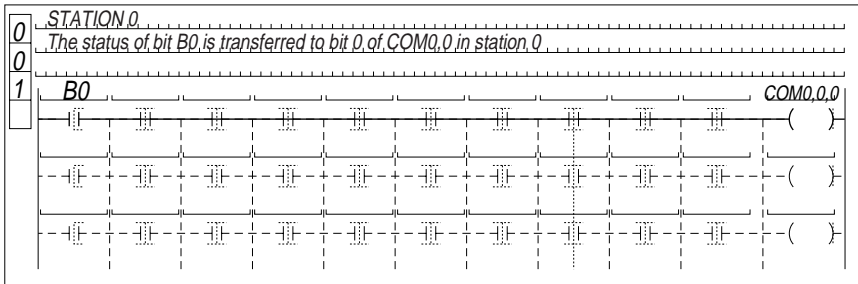 STATION 0
The status of bit B0 is transferred to bit 0 of COM0,0 in station 0
0
0
1
B0
COM0,0,0